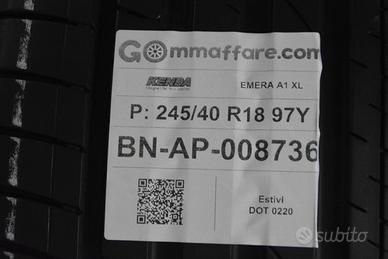 GOmmaffare.com
KENDA
EMERA A1 XL
P: 245/40 R18 97Y
BN-AP-008736
Estivi
DOT 0220
subito